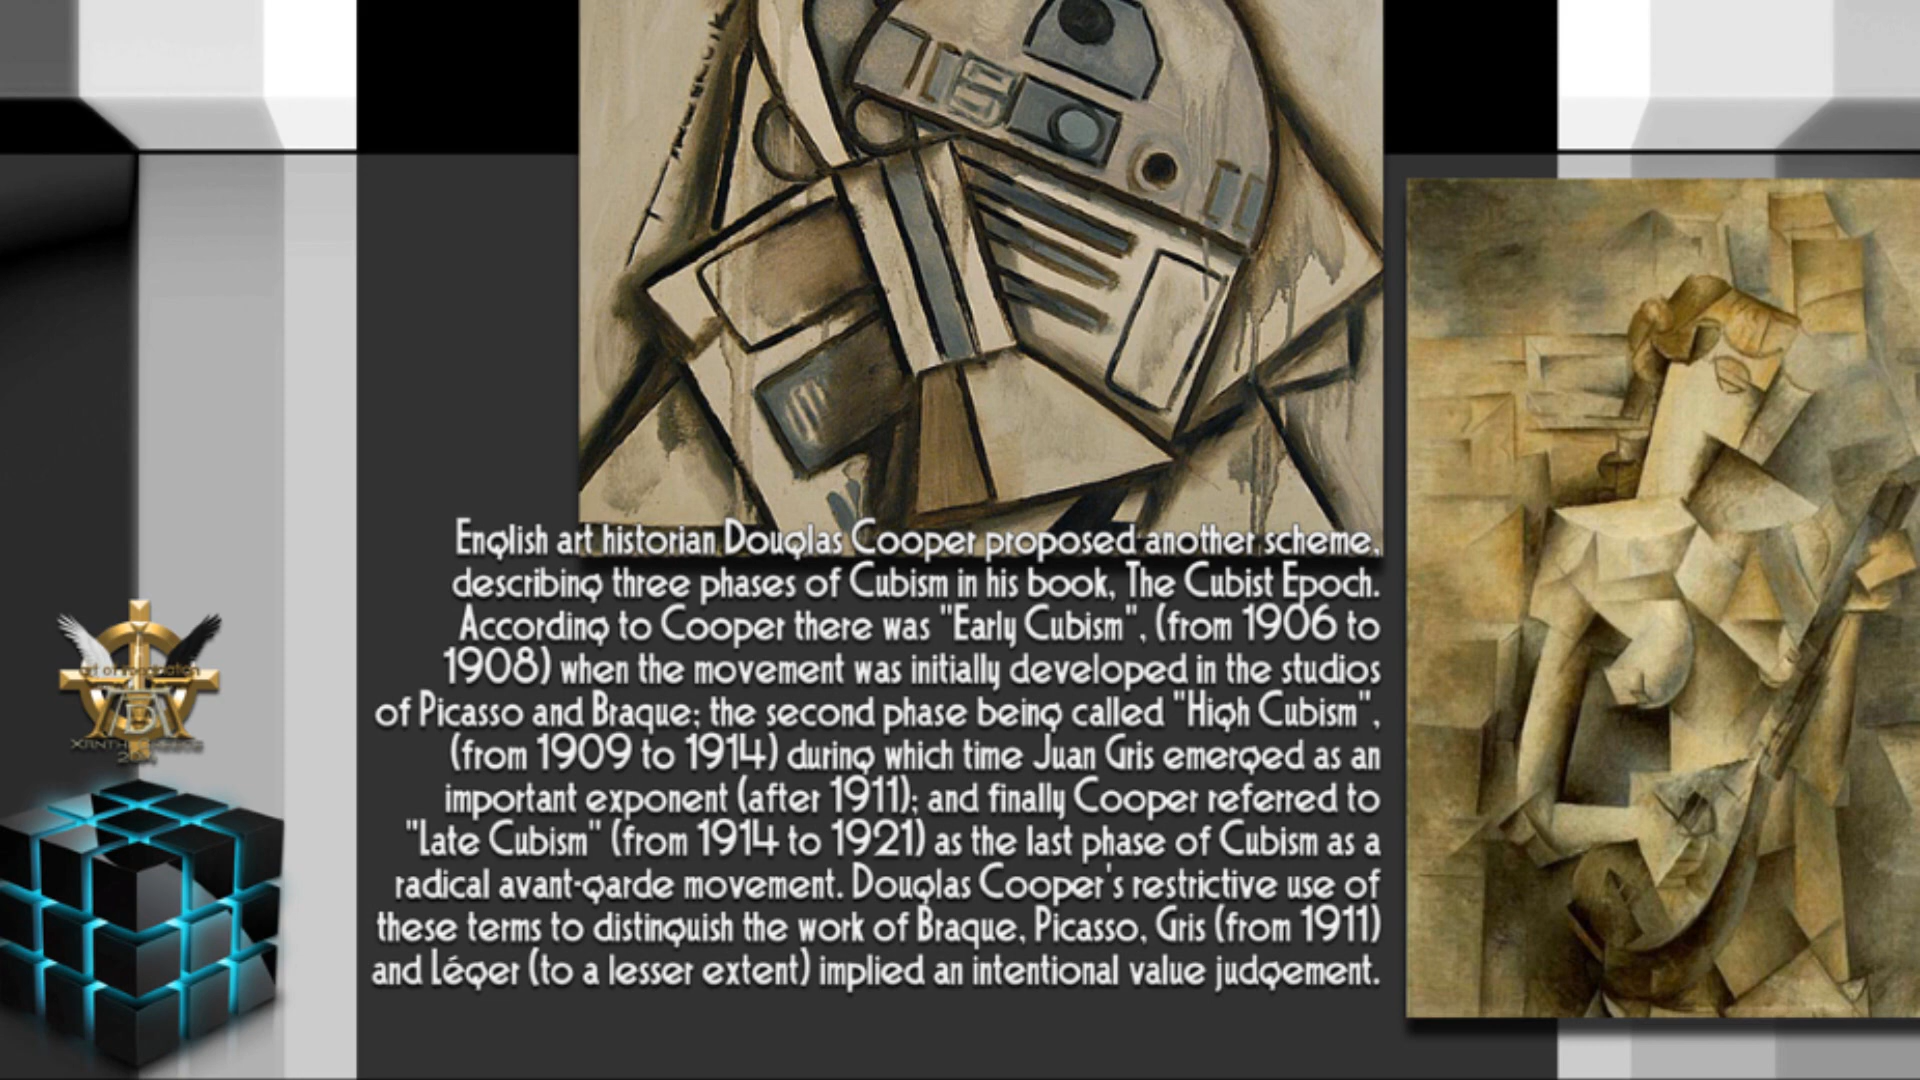 English art historian Douglas Cooper proposed another scheme,
describing three phases of Cubism in his book, The Cubist Epoch.
According to Cooper there was "Early Cubism", (from 1906 to
1908) when the movement was initially developed in the studios
of Picasso and Braque; the second phase being called "High Cubism",
(from 1909 to 1914) during which time Juan Gris emerged as an
important exponent (after 1911); and finally Cooper referred to
"Late Cubism" (from 1914 to 1921) as the last phase of Cubism as a
radical avant-garde movement. Douglas Cooper's restrictive use of
these terms to distinguish the work of Braque, Picasso, Gris (from 1911)
and Léger (to a lesser extent) implied an intentional value judgement.